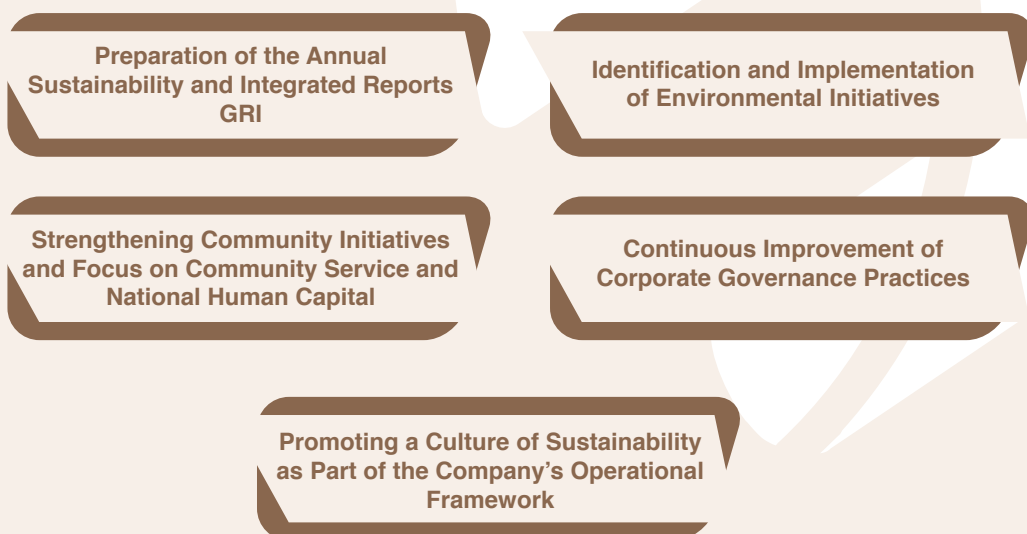 Preparation of the Annual
Sustainability and Integrated Reports
GRI
Identification and Implementation
of Environmental Initiatives
Strengthening Community Initiatives
and Focus on Community Service and
National Human Capital
Continuous Improvement of
Corporate Governance Practices
Promoting a Culture of Sustainability
as Part of the Company’s Operational
Framework